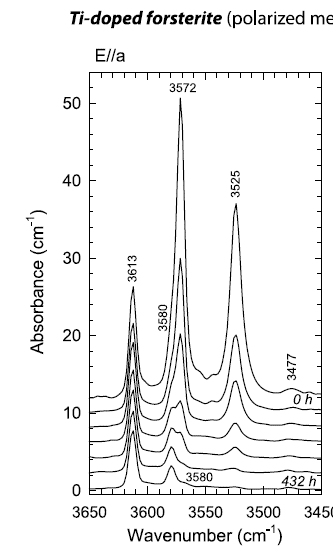 Ti-doped forsterite (polarized me
E//a
3572
50
3525
40
Absorbance (cm-1)
3613
30
3580
20
3477
0 h
10
3580
432 h
0
3650 3600 3550 3500 3450
Wavenumber (cm-1)